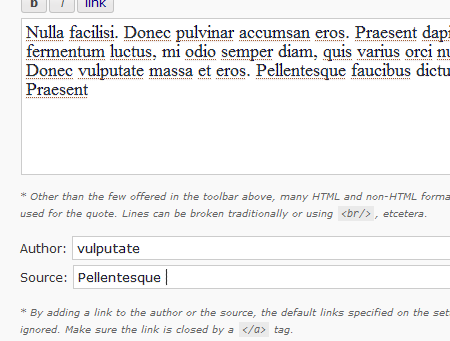 b i link
Nulla facilisi. Donec pulvinar accumsan eros. Praesent dapi
fermentum luctus, mi odio semper diam, quis varius orci nu
Donec vulputate massa et eros. Pellentesque faucibus dictu
Praesent
* Other than the few offered in the toolbar above, many HTML and non-HTML forma
used for the quote. Lines can be broken traditionally or using <br/>, etcetera.
Author: vulputate
Source: Pellentesque
* By adding a link to the author or the source, the default links specified on the set
ignored. Make sure the link is closed by a </a> tag.